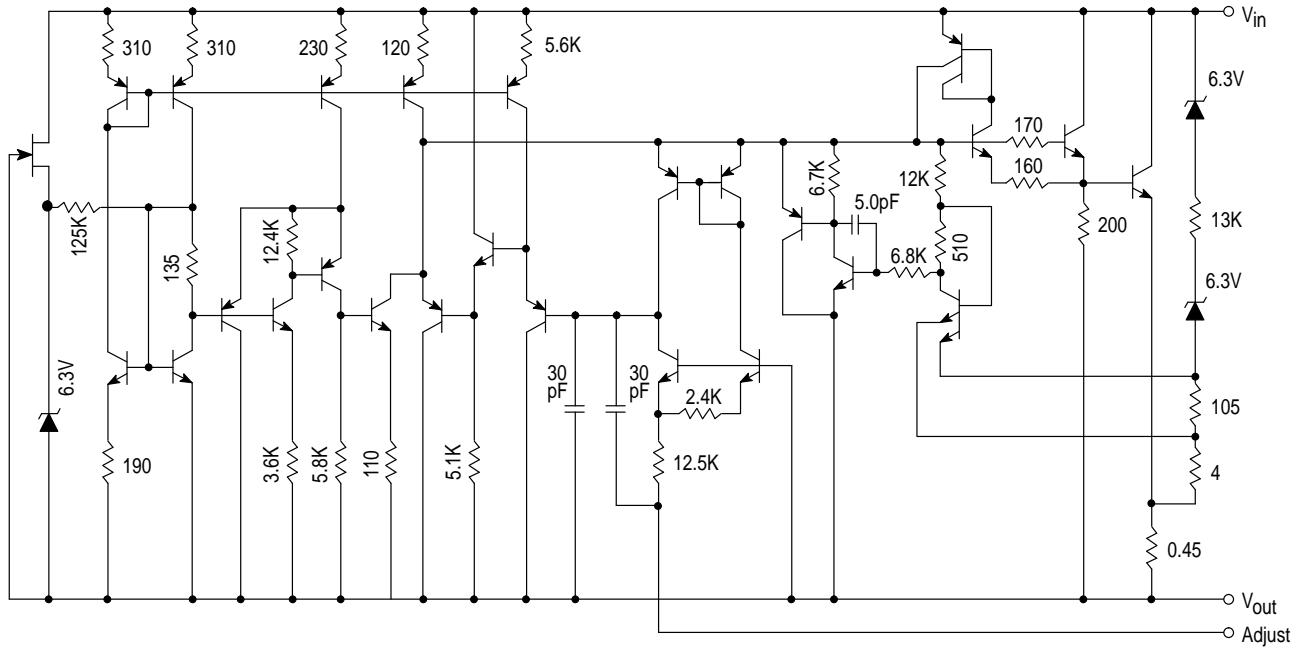 V_in
310
310
230
120
5.6K
6.3V
170
160
6.7K
12K
5.0pF
6.8K
510
200
13K
6.3V
125K
135
12.4K
6.3V
30 pF
30 pF
2.4K
105
190
3.6K
5.8K
110
5.1K
12.5K
4
0.45
V_out
Adjust